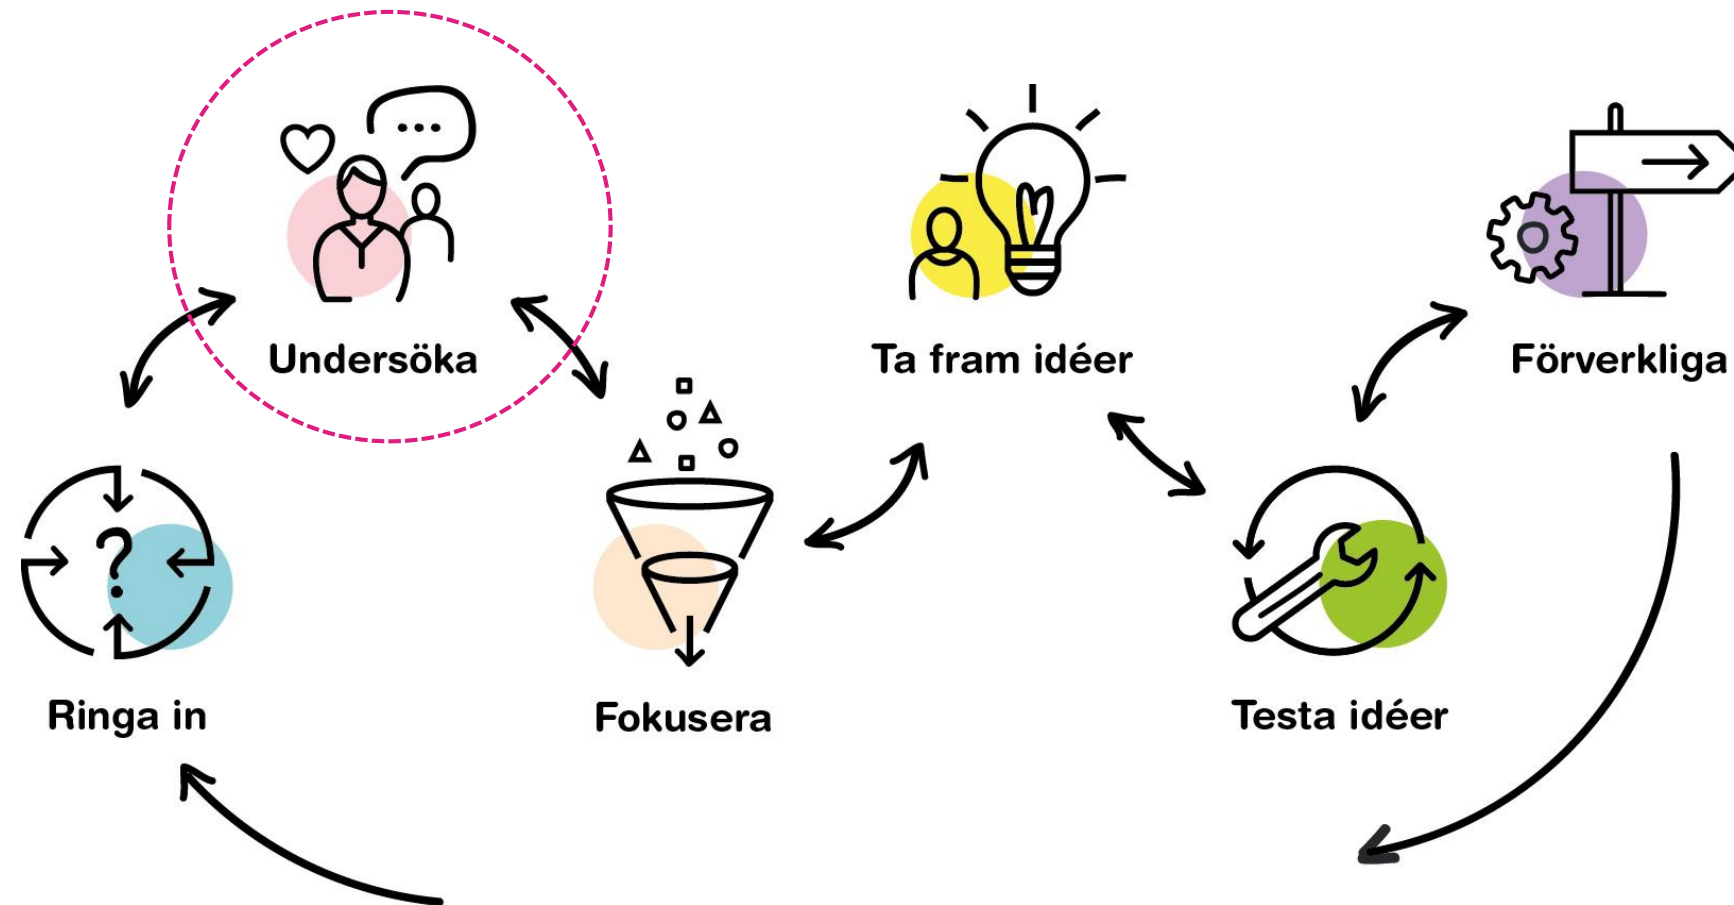 Undersöka
Ta fram idéer
Förverkliga
Ringa in
Fokusera
Testa idéer